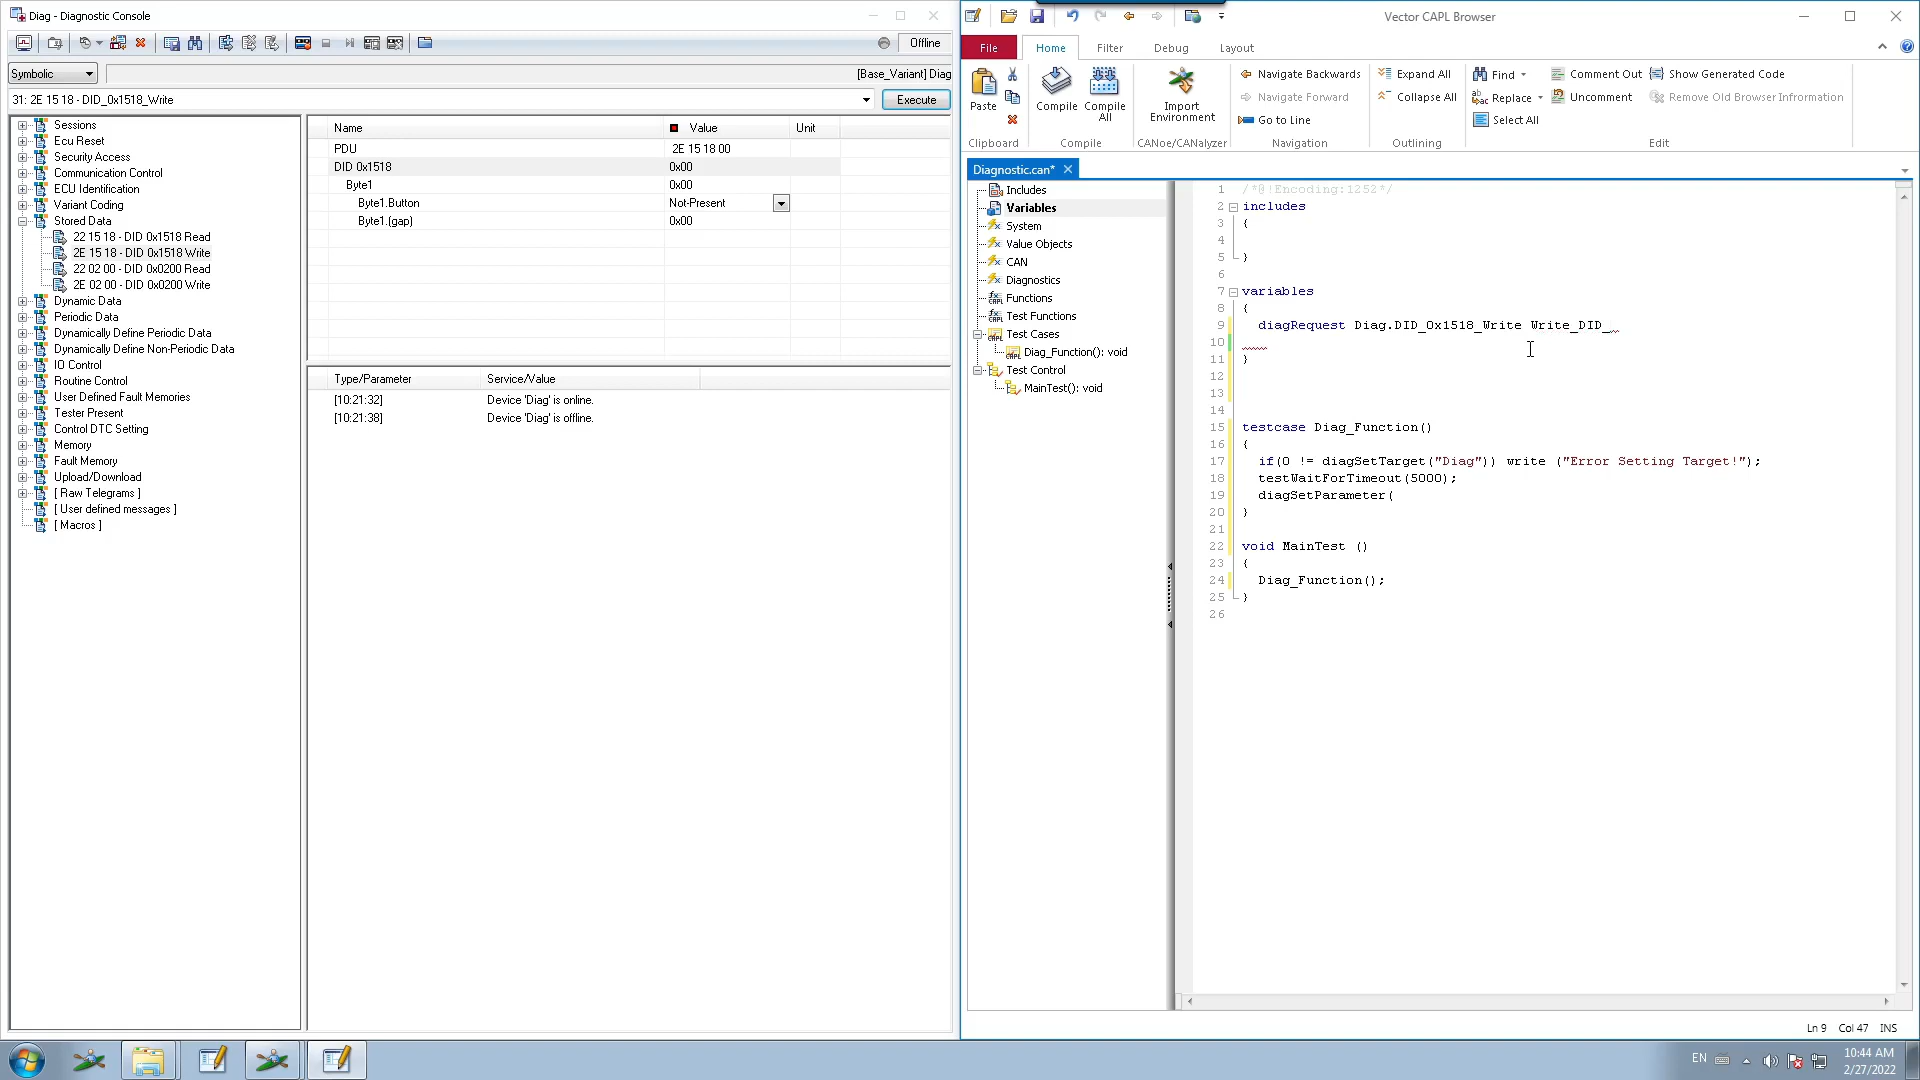 Diag - Diagnostic Console
Offline
Symbolic
[Base_Variant] Diag
31: 2E 15 18 - DID_0x1518_Write
Execute
Sessions
Ecu Reset
Security Access
Communication Control
ECU Identification
Variant Coding
Stored Data
22 15 18 - DID 0x1518 Read
2E 15 18 - DID 0x1518 Write
22 02 00 - DID 0x0200 Read
2E 02 00 - DID 0x0200 Write
Dynamic Data
Periodic Data
Dynamically Define Periodic Data
Dynamically Define Non-Periodic Data
IO Control
Routine Control
User Defined Fault Memories
Tester Present
Control DTC Setting
Memory
Fault Memory
Upload/Download
[ Raw Telegrams ]
[ User defined messages ]
[ Macros ]
Name Value Unit
PDU 2E 15 18 00
DID 0x1518 0x00
Byte1 0x00
Byte1.Button Not-Present
Byte1.(gap) 0x00
Type/Parameter Service/Value
[10:21:32] Device 'Diag' is online.
[10:21:38] Device 'Diag' is offline.
Vector CAPL Browser
File Home Filter Debug Layout
Paste
Clipboard
Compile
Compile All
Compile
Import Environment
CANoe/CANalyzer
Navigate Backwards
Navigate Forward
Go to Line
Navigation
Expand All
Collapse All
Outlining
Find
Replace
Select All
Comment Out
Uncomment
Show Generated Code
Remove Old Browser Information
Edit
Diagnostic.can*
Includes
Variables
System
Value Objects
CAN
Diagnostics
Functions
Test Functions
Test Cases
Diag_Function(): void
Test Control
MainTest(): void
1 /*@!Encoding:1252*/
2 includes
3 {
4
5 }
6
7 variables
8 {
9 diagRequest Diag.DID_0x1518_Write Write_DID_
10
11 }
12
13
14
15 testcase Diag_Function()
16 {
17 if(0 != diagSetTarget("Diag")) write ("Error Setting Target!");
18 testWaitForTimeout(5000);
19 diagSetParameter(
20 }
21
22 void MainTest ()
23 {
24 Diag_Function();
25 }
26
Ln 9 Col 47 INS
EN
10:44 AM
2/27/2022